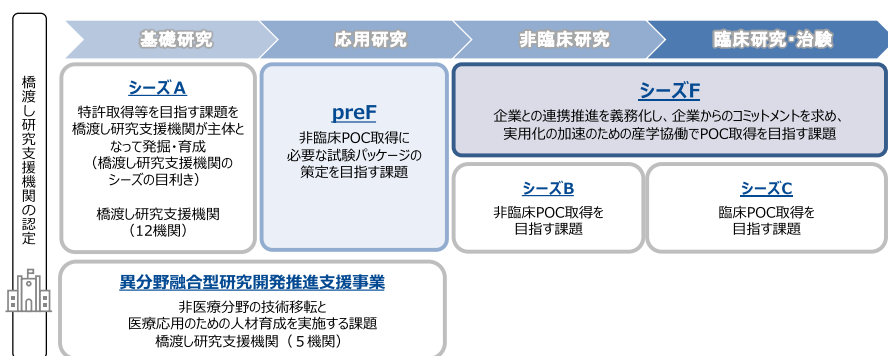 橋渡し研究支援機関の認定
基礎研究
応用研究
非臨床研究
臨床研究・治験
シーズA
特許取得等を目指す課題を
橋渡し研究支援機関が主体と
なって発掘・育成
（橋渡し研究支援機関の
シーズの目利き）
橋渡し研究支援機関
（12機関）
preF
非臨床POC取得に
必要な試験パッケージの
策定を目指す課題
シーズF
企業との連携推進を義務化し、企業からのコミットメントを求め、
実用化の加速のための産学協働でPOC取得を目指す課題
シーズB
非臨床POC取得を
目指す課題
シーズC
臨床POC取得を
目指す課題
異分野融合型研究開発推進支援事業
非医療分野の技術移転と
医療応用のための人材育成を実施する課題
橋渡し研究支援機関（５機関）